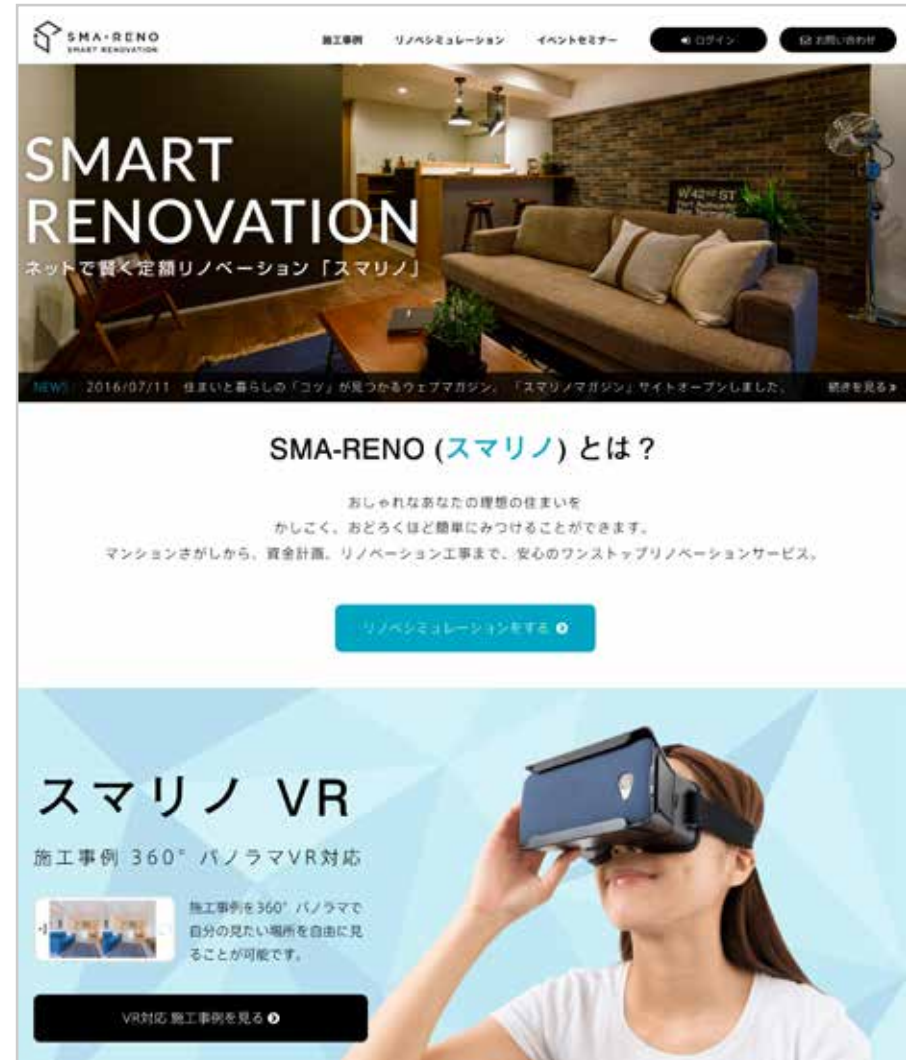 SMA-RENO
SMART RENOVATION
施工事例 リノベシミュレーション イベントセミナー ログイン お問い合わせ
SMART
RENOVATION
ネットで賢く定額リノベーション「スマリノ」
W 42ND ST
NEWS 2016/07/11 住まいと暮らしの「コツ」が見つかるウェブマガジン。「スマリノマガジン」サイトオープンしました。 続きを見る»
SMA-RENO (スマリノ) とは？
おしゃれなあなたの理想の住まいを
かしこく、おどろくほど簡単にみつけることができます。
マンションさがしから、資金計画、リノベーション工事まで、安心のワンストップリノベーションサービス。
リノベシミュレーションをする
スマリノ VR
施工事例 360° パノラマVR対応
施工事例を360° パノラマで
自分の見たい場所を自由に見
ることが可能です。
VR対応 施工事例を見る